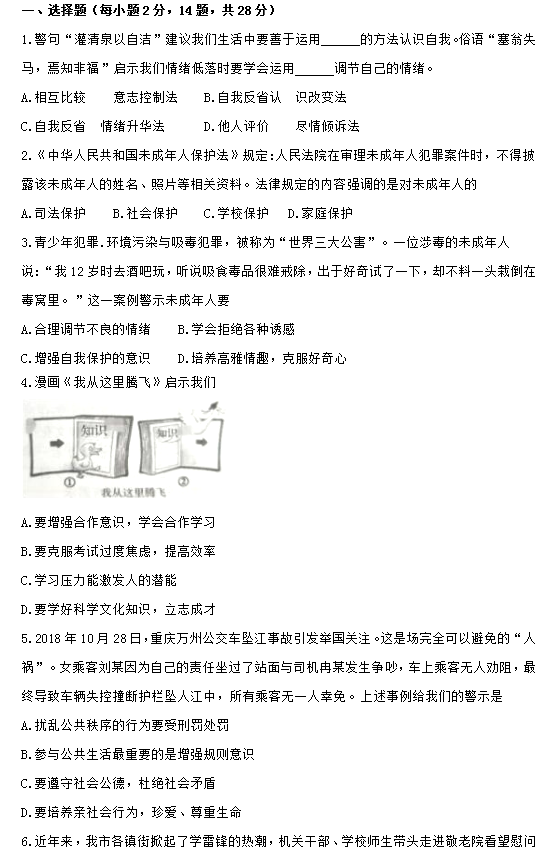 一、选择题（每小题2分，14题，共28分）
1.警句“灌清泉以自洁”建议我们生活中要善于运用______的方法认识自我。俗语“塞翁失
马，焉知非福”启示我们情绪低落时要学会运用______调节自己的情绪。
A.相互比较 意志控制法 B.自我反省认 识改变法
C.自我反省 情绪升华法 D.他人评价 尽情倾诉法
2.《中华人民共和国未成年人保护法》规定:人民法院在审理未成年人犯罪案件时，不得披
露该未成年人的姓名、照片等相关资料。法律规定的内容强调的是对未成年人的
A.司法保护 B.社会保护 C.学校保护 D.家庭保护
3.青少年犯罪.环境污染与吸毒犯罪，被称为“世界三大公害”。一位涉毒的未成年人
说:“我12岁时去酒吧玩，听说吸食毒品很难戒除，出于好奇试了一下，却不料一头栽倒在
毒窝里。”这一案例警示未成年人要
A.合理调节不良的情绪 B.学会拒绝各种诱惑
C.增强自我保护的意识 D.培养高雅情趣，克服好奇心
4.漫画《我从这里腾飞》启示我们
知识 知识
① ②
我从这里腾飞
A.要增强合作意识，学会合作学习
B.要克服考试过度焦虑，提高效率
C.学习压力能激发人的潜能
D.要学好科学文化知识，立志成才
5.2018年10月28日，重庆万州公交车坠江事故引发举国关注。这是场完全可以避免的“人
祸”。女乘客刘某因为自己的责任坐过了站面与司机冉某发生争吵，车上乘客无人劝阻，最
终导致车辆失控撞断护栏坠人江中，所有乘客无一人幸免。上述事例给我们的警示是
A.扰乱公共秩序的行为要受刑罚处罚
B.参与公共生活最重要的是增强规则意识
C.要遵守社会公德，杜绝社会矛盾
D.要培养亲社会行为，珍爱、尊重生命
6.近年来，我市各镇街掀起了学雷锋的热潮，机关干部、学校师生带头走进敬老院看望慰问